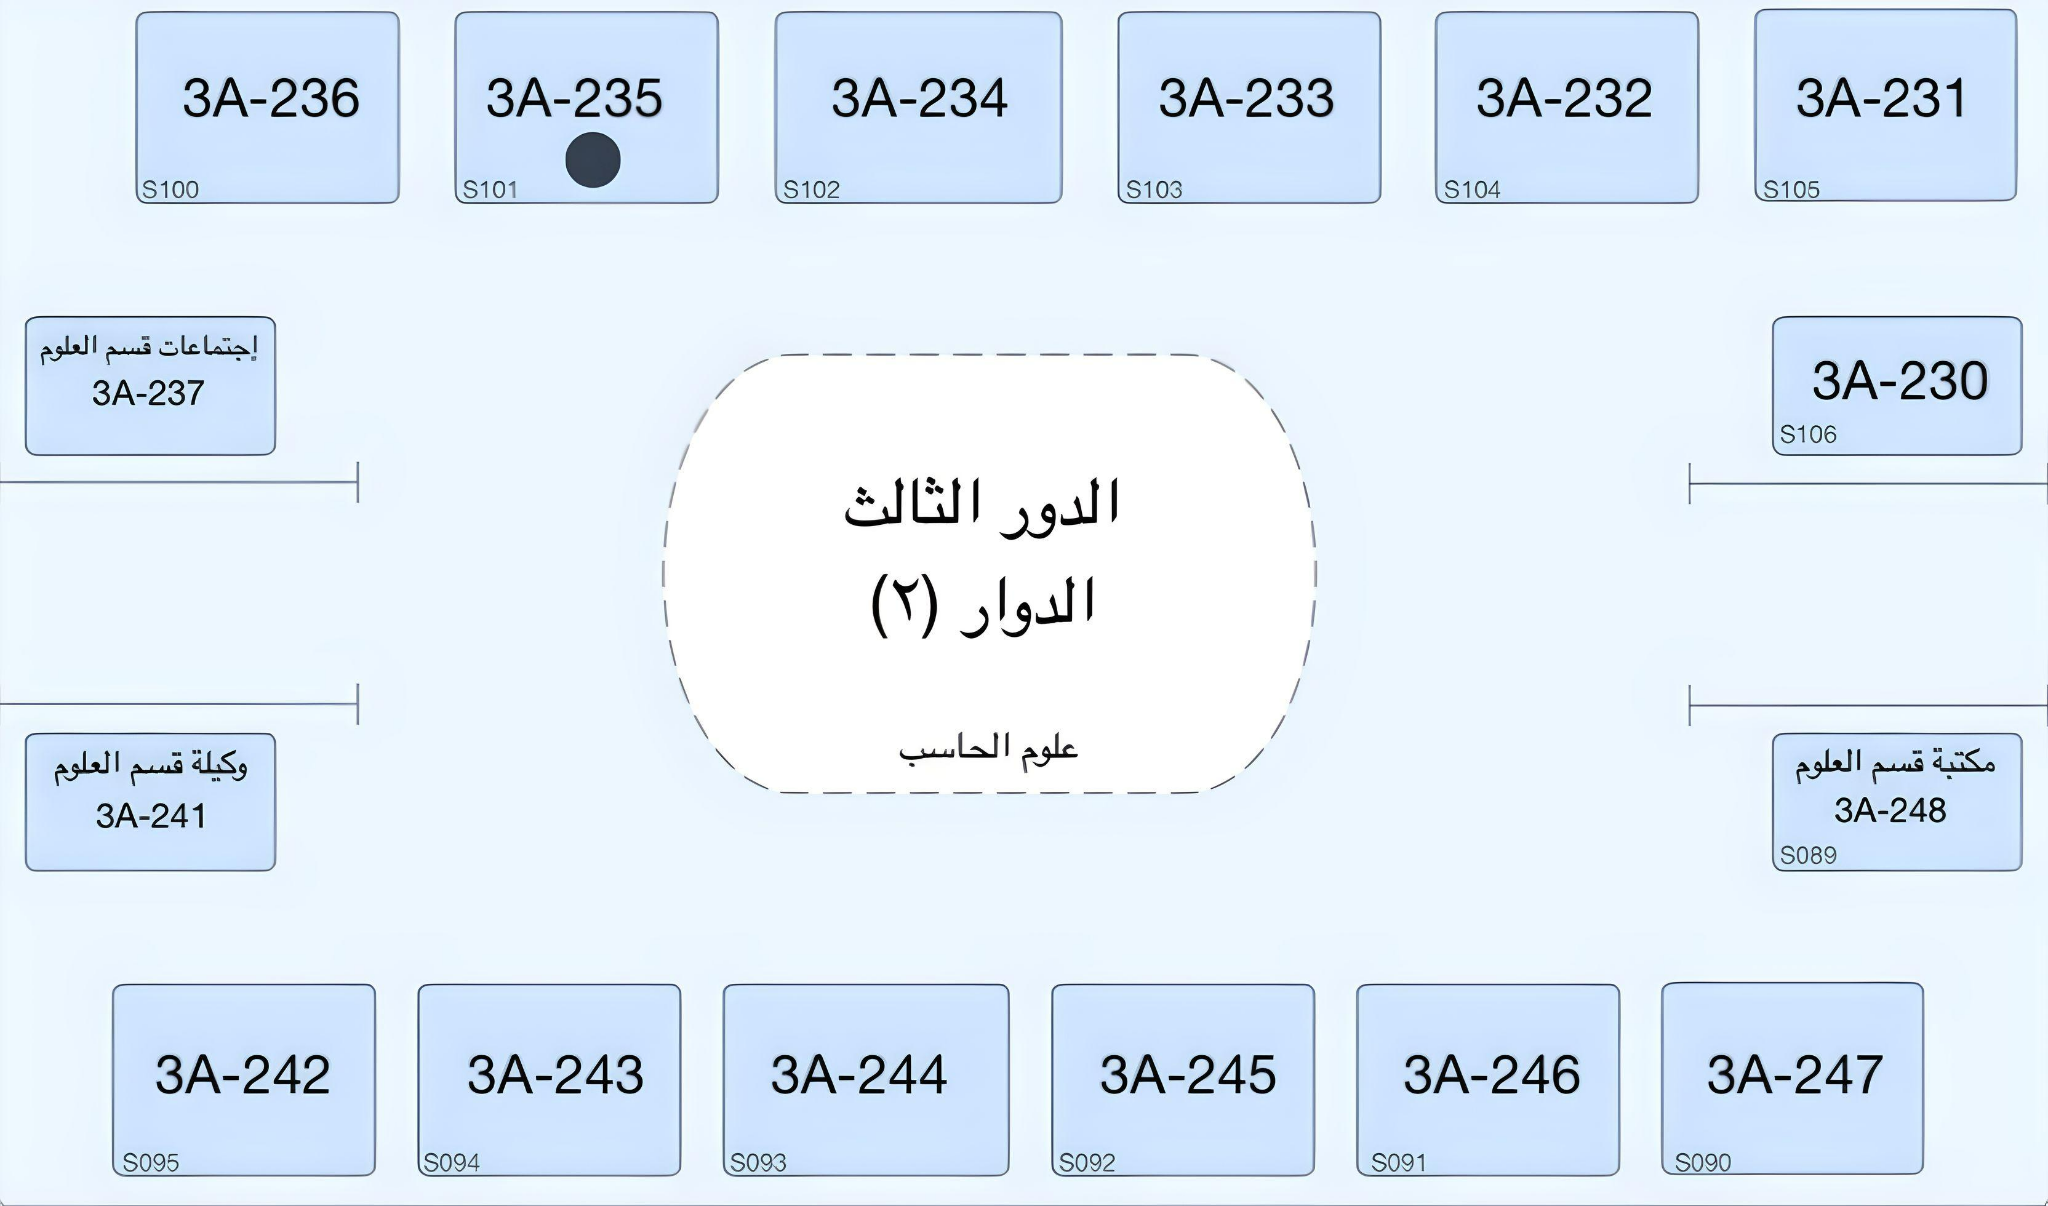 3A-236
S100
3A-235
S101
3A-234
S102
3A-233
S103
3A-232
S104
3A-231
S105
إجتماعات قسم العلوم
3A-237
3A-230
S106
الدور الثالث
الدوار (٢)
علوم الحاسب
وكيلة قسم العلوم
3A-241
مكتبة قسم العلوم
3A-248
S089
3A-242
S095
3A-243
S094
3A-244
S093
3A-245
S092
3A-246
S091
3A-247
S090